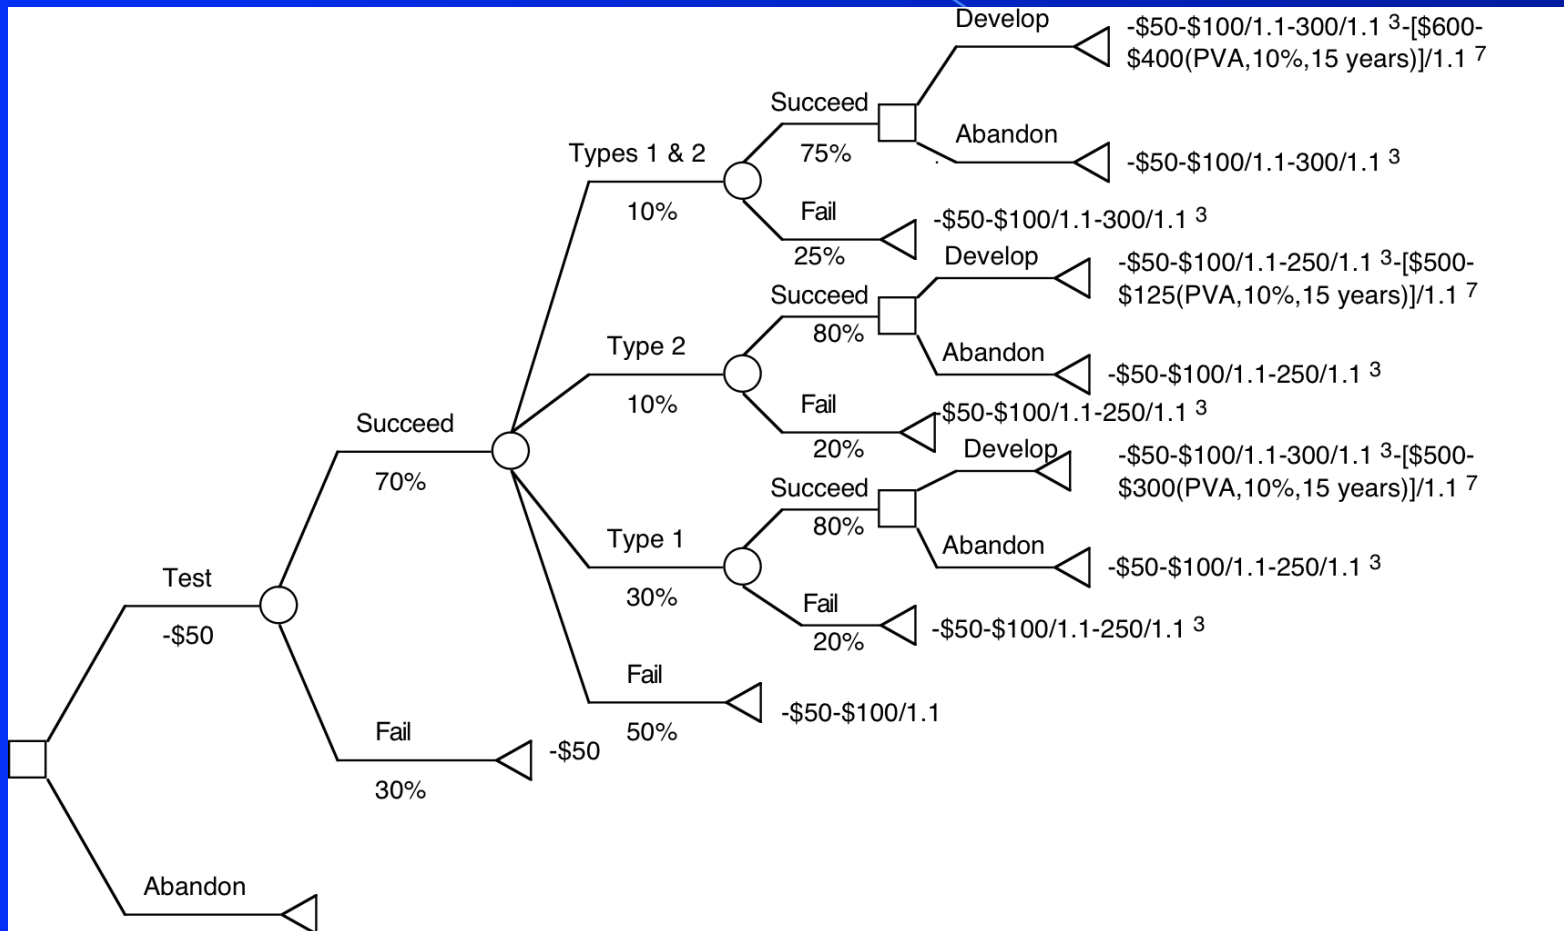 Develop
-$50-$100/1.1-300/1.1 3-[$600-
$400(PVA,10%,15 years)]/1.1 7
Succeed
75%
Abandon
-$50-$100/1.1-300/1.1 3
Types 1 & 2
10%
Fail
25%
-$50-$100/1.1-300/1.1 3
Develop
-$50-$100/1.1-250/1.1 3-[$500-
$125(PVA,10%,15 years)]/1.1 7
Succeed
80%
Abandon
-$50-$100/1.1-250/1.1 3
Type 2
10%
Fail
20%
-$50-$100/1.1-250/1.1 3
Develop
-$50-$100/1.1-300/1.1 3-[$500-
$300(PVA,10%,15 years)]/1.1 7
Succeed
80%
Abandon
-$50-$100/1.1-250/1.1 3
Succeed
70%
Type 1
30%
Fail
20%
-$50-$100/1.1-250/1.1 3
Test
-$50
Fail
50%
-$50-$100/1.1
Fail
30%
-$50
Abandon